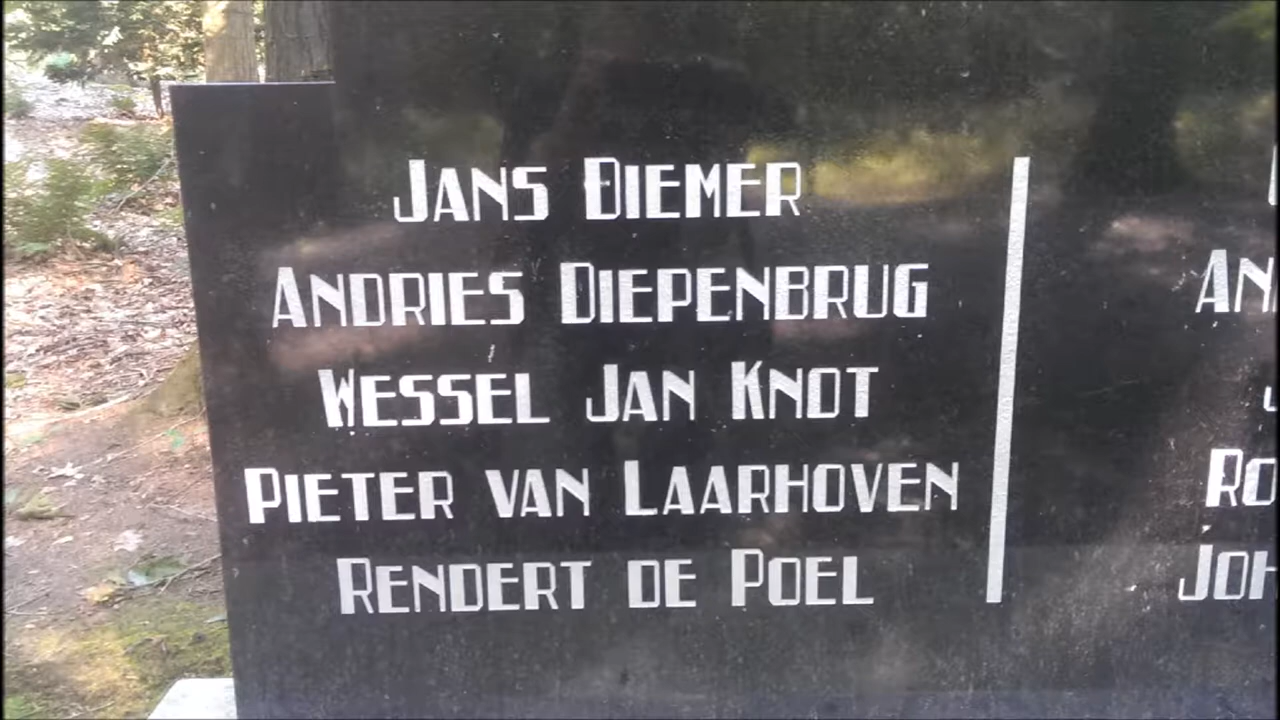 JANS DIEMER
ANDRIES DIEPENBRUG
WESSEL JAN KNOT
PIETER VAN LAARHOVEN
RENDERT DE POEL